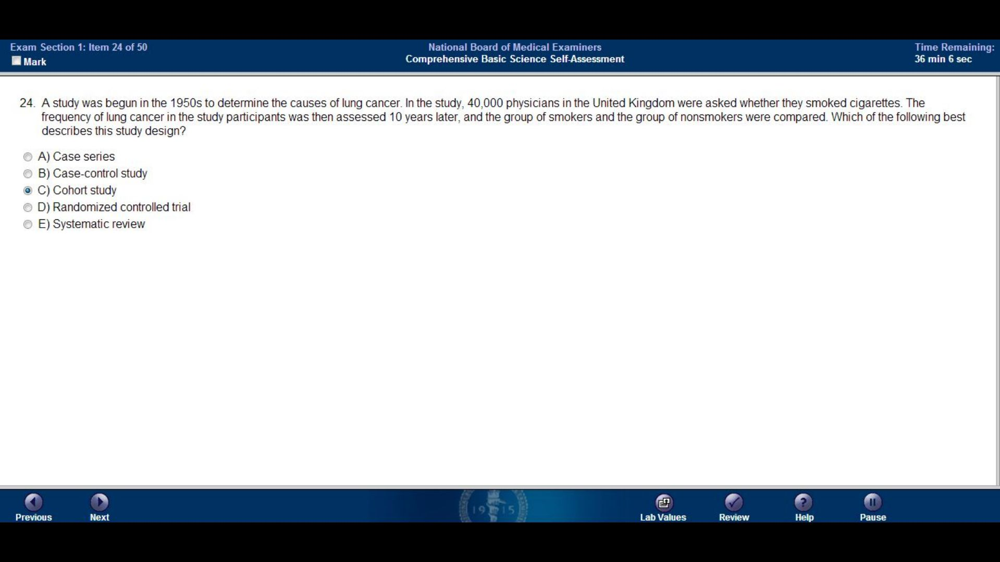 Exam Section 1: Item 24 of 50
Mark
National Board of Medical Examiners
Comprehensive Basic Science Self-Assessment
Time Remaining:
36 min 6 sec
24. A study was begun in the 1950s to determine the causes of lung cancer. In the study, 40,000 physicians in the United Kingdom were asked whether they smoked cigarettes. The
frequency of lung cancer in the study participants was then assessed 10 years later, and the group of smokers and the group of nonsmokers were compared. Which of the following best
describes this study design?
A) Case series
B) Case-control study
C) Cohort study
D) Randomized controlled trial
E) Systematic review
1915
Previous
Next
Lab Values
Review
Help
Pause